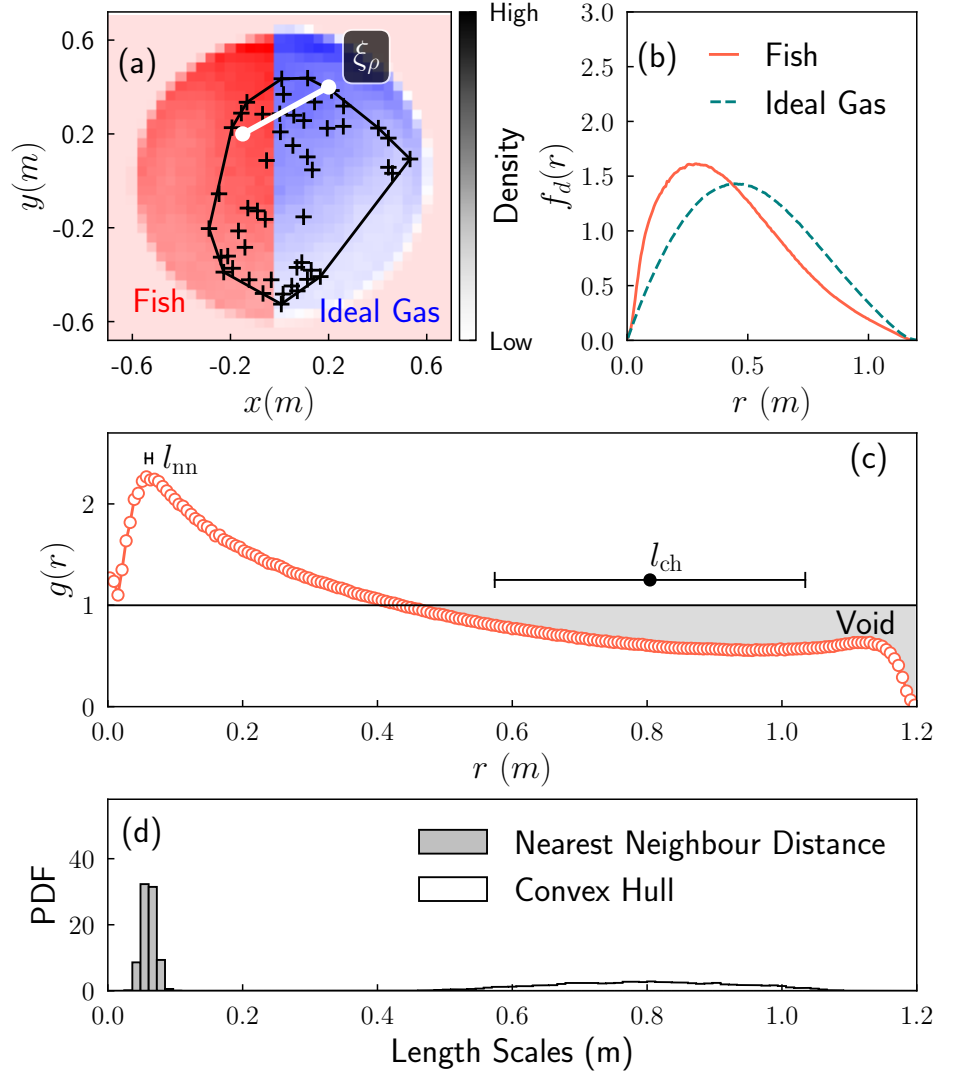 (a)
ξρ
Fish
Ideal Gas
0.6
0.2
-0.2
-0.6
y(m)
-0.6
-0.2
0.2
0.6
x(m)
High
Density
Low
(b)
Fish
Ideal Gas
3.0
2.5
2.0
1.5
1.0
0.5
0.0
f_d(r)
0.0
0.5
1.0
r (m)
(c)
l_nn
l_ch
Void
2
1
0
g(r)
0.0
0.2
0.4
0.6
0.8
1.0
1.2
r (m)
(d)
Nearest Neighbour Distance
Convex Hull
40
20
0
PDF
0.0
0.2
0.4
0.6
0.8
1.0
1.2
Length Scales (m)